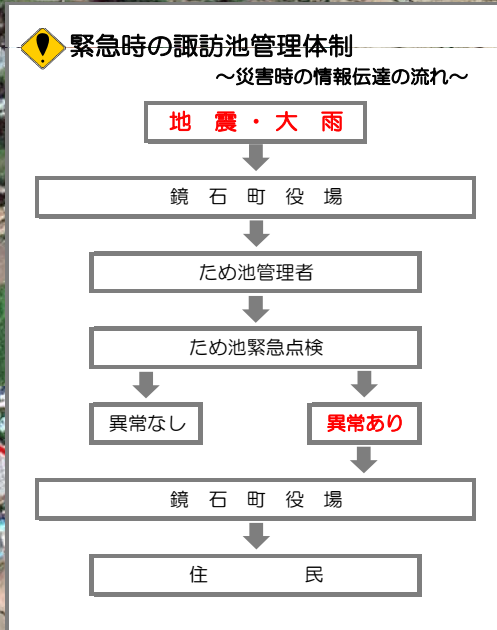 緊急時の諏訪池管理体制
～災害時の情報伝達の流れ～
地 震・大 雨
鏡 石 町 役 場
ため池管理者
ため池緊急点検
異常なし 異常あり
鏡 石 町 役 場
住 民